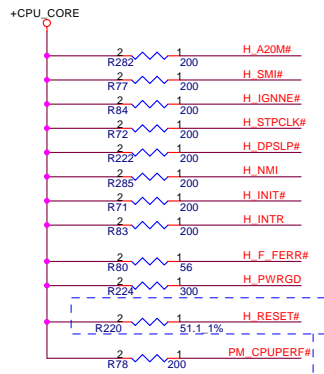 +CPU_CORE
2 1 H_A20M#
R282 200
2 1 H_SMI#
R77 200
2 1 H_IGNNE#
R84 200
2 1 H_STPCLK#
R72 200
2 1 H_DPSLP#
R222 200
2 1 H_NMI
R285 200
2 1 H_INIT#
R71 200
2 1 H_INTR
R83 200
2 1 H_F_FERR#
R80 56
2 1 H_PWRGD
R224 300
2 1 H_RESET#
R220 51.1_1%
2 1 PM_CPUPERF#
R78 200